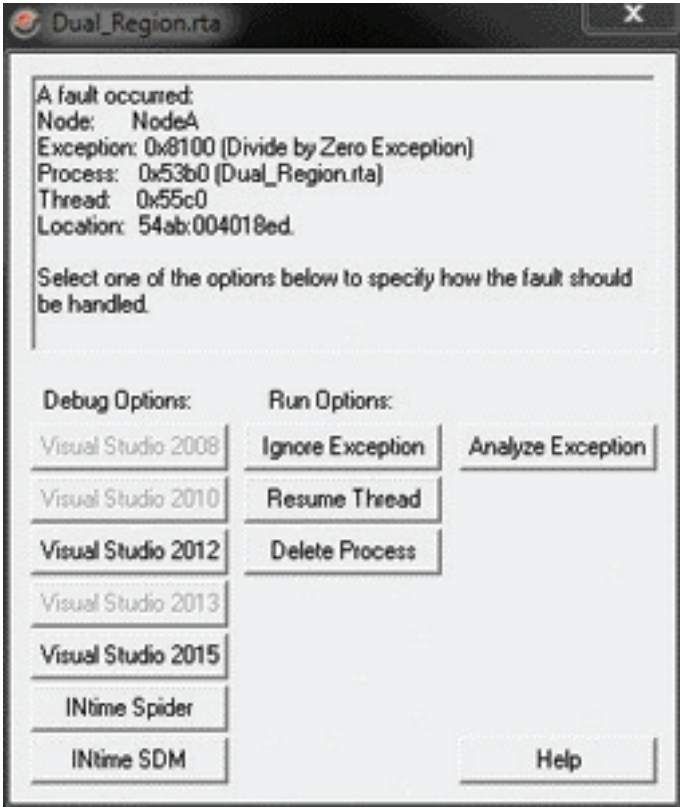 Dual_Region.rta
x
A fault occurred:
Node: NodeA
Exception: 0x8100 (Divide by Zero Exception)
Process: 0x53b0 (Dual_Region.rta)
Thread: 0x55c0
Location: 54ab:004018ed.
Select one of the options below to specify how the fault should
be handled.
Debug Options:
Visual Studio 2008
Visual Studio 2010
Visual Studio 2012
Visual Studio 2013
Visual Studio 2015
INtime Spider
INtime SDM
Run Options:
Ignore Exception
Resume Thread
Delete Process
Analyze Exception
Help